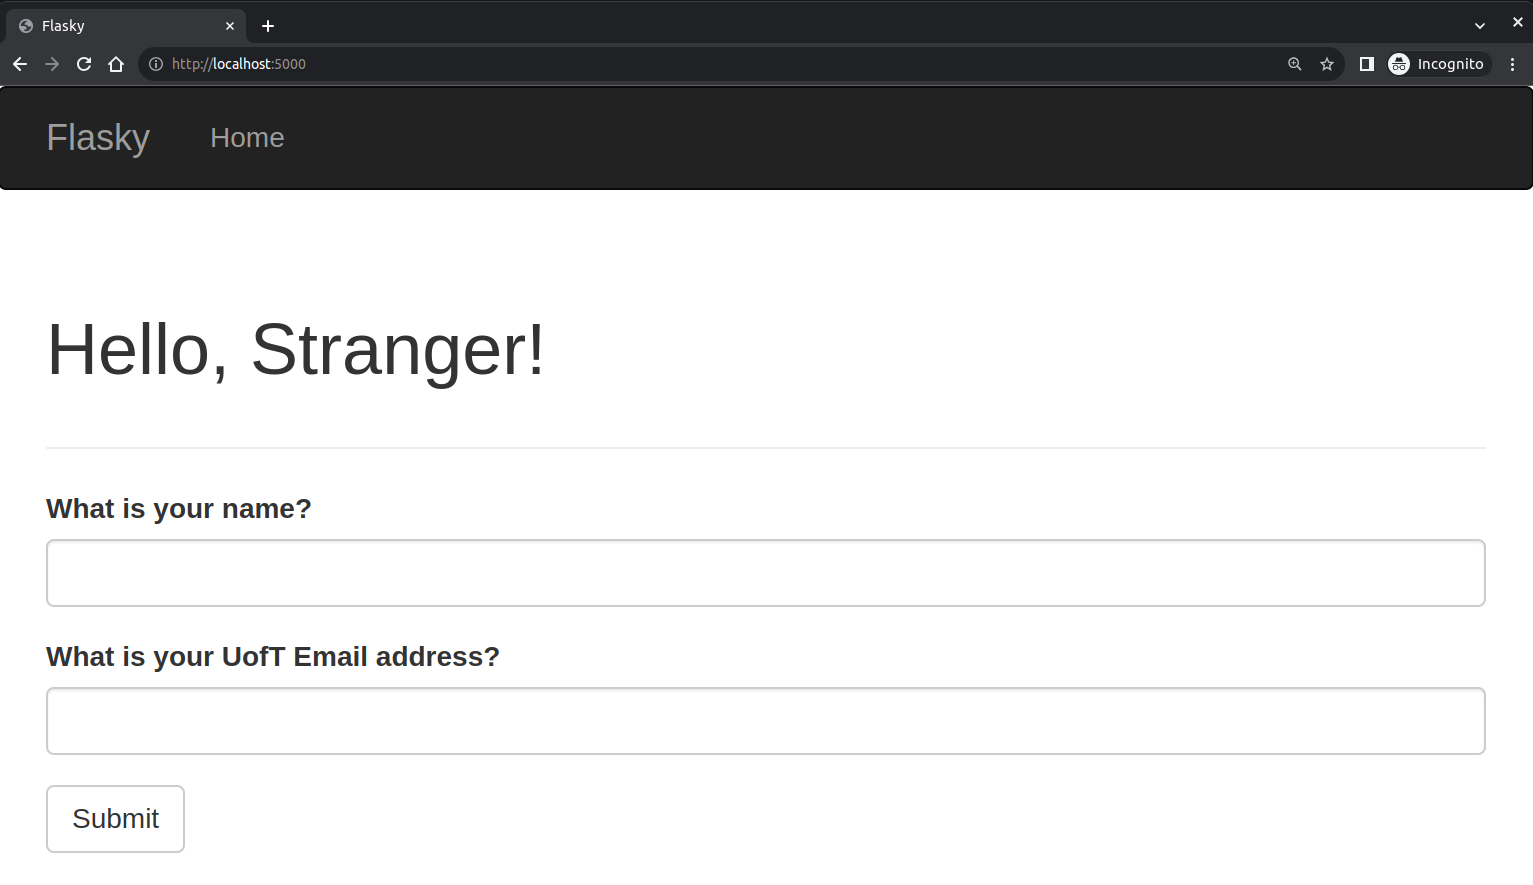 Flasky
http://localhost:5000
Incognito
Flasky Home
Hello, Stranger!
What is your name?
What is your UofT Email address?
Submit